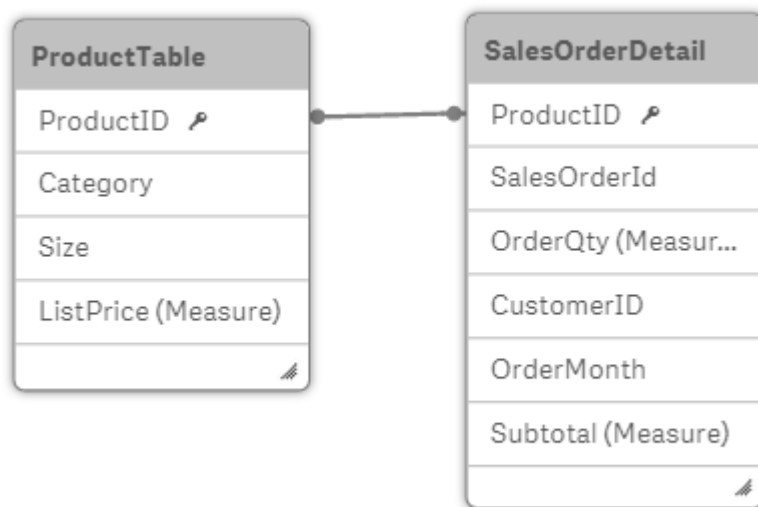 ProductTable
ProductID
Category
Size
ListPrice (Measure)
SalesOrderDetail
ProductID
SalesOrderId
OrderQty (Measur...
CustomerID
OrderMonth
Subtotal (Measure)